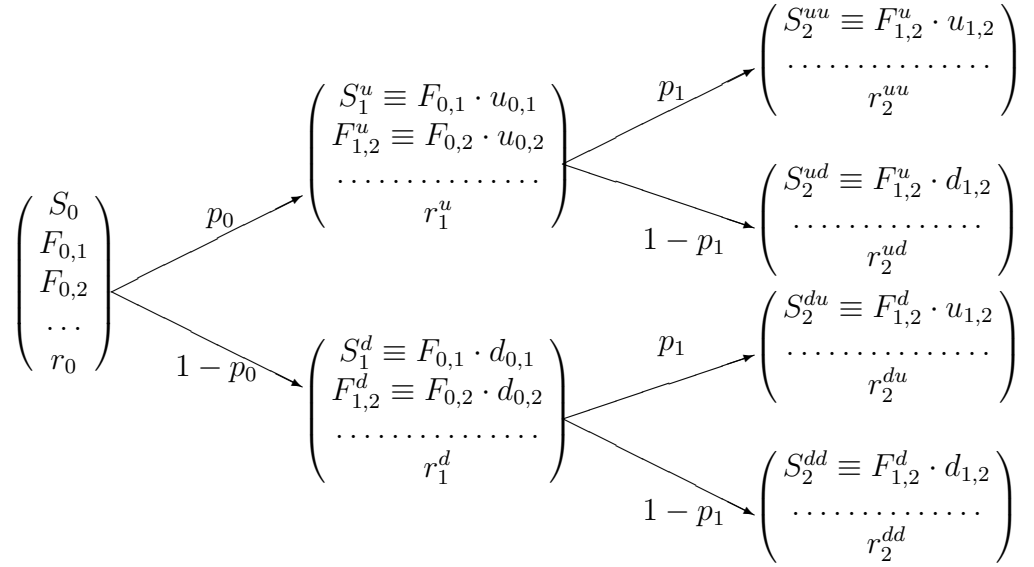 S_0
F_{0,1}
F_{0,2}
...
r_0
p_0
1 − p_0
S_1^u ≡ F_{0,1} · u_{0,1}
F_{1,2}^u ≡ F_{0,2} · u_{0,2}
...............
r_1^u
S_1^d ≡ F_{0,1} · d_{0,1}
F_{1,2}^d ≡ F_{0,2} · d_{0,2}
...............
r_1^d
p_1
1 − p_1
p_1
1 − p_1
S_2^{uu} ≡ F_{1,2}^u · u_{1,2}
...............
r_2^{uu}
S_2^{ud} ≡ F_{1,2}^u · d_{1,2}
..............
r_2^{ud}
S_2^{du} ≡ F_{1,2}^d · u_{1,2}
...............
r_2^{du}
S_2^{dd} ≡ F_{1,2}^d · d_{1,2}
..............
r_2^{dd}